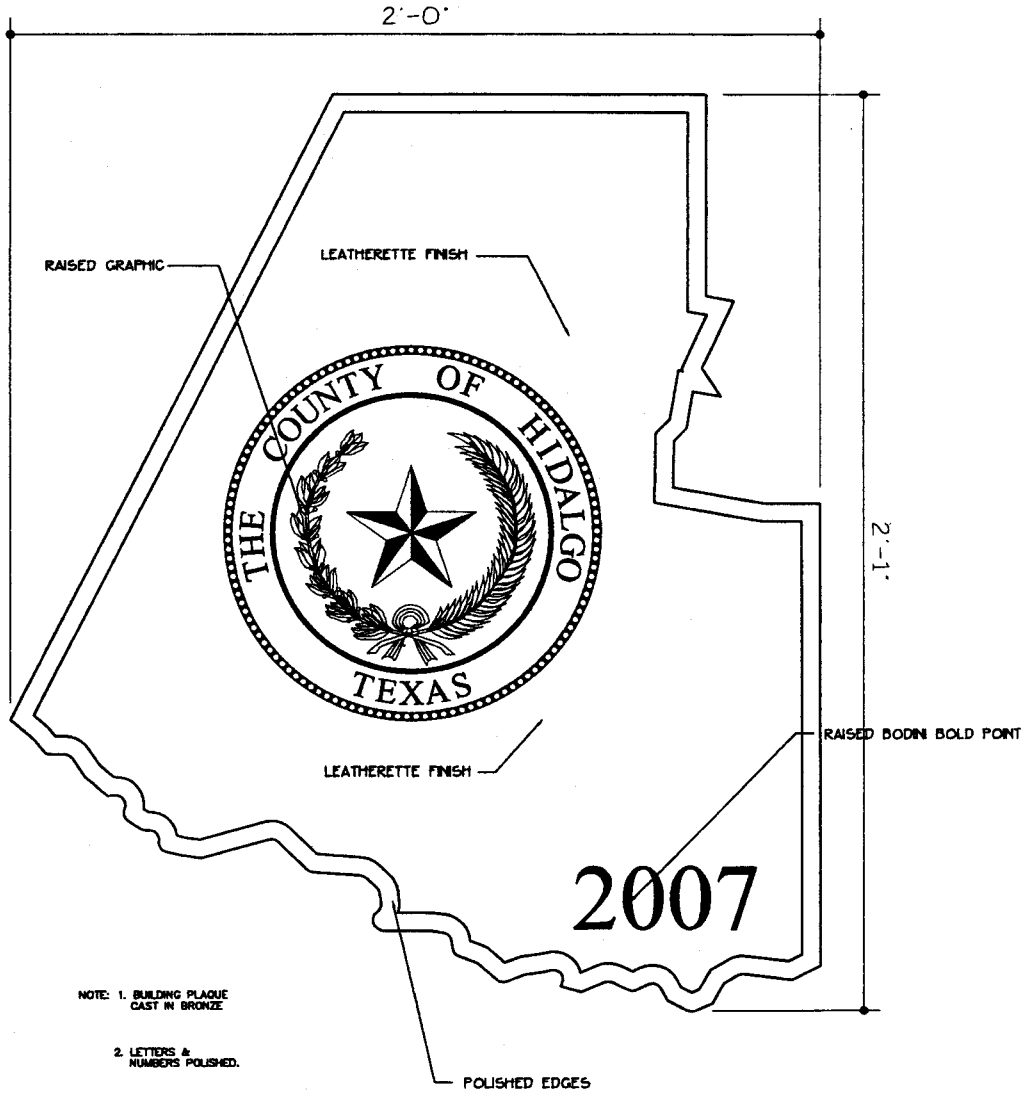 2'-0"
RAISED GRAPHIC
LEATHERETTE FINISH
THE COUNTY OF HIDALGO
TEXAS
2'-1"
RAISED BODINI BOLD POINT
LEATHERETTE FINISH
2007
NOTE: 1. BUILDING PLAQUE
CAST IN BRONZE
2. LETTERS &
NUMBERS POLISHED.
POLISHED EDGES